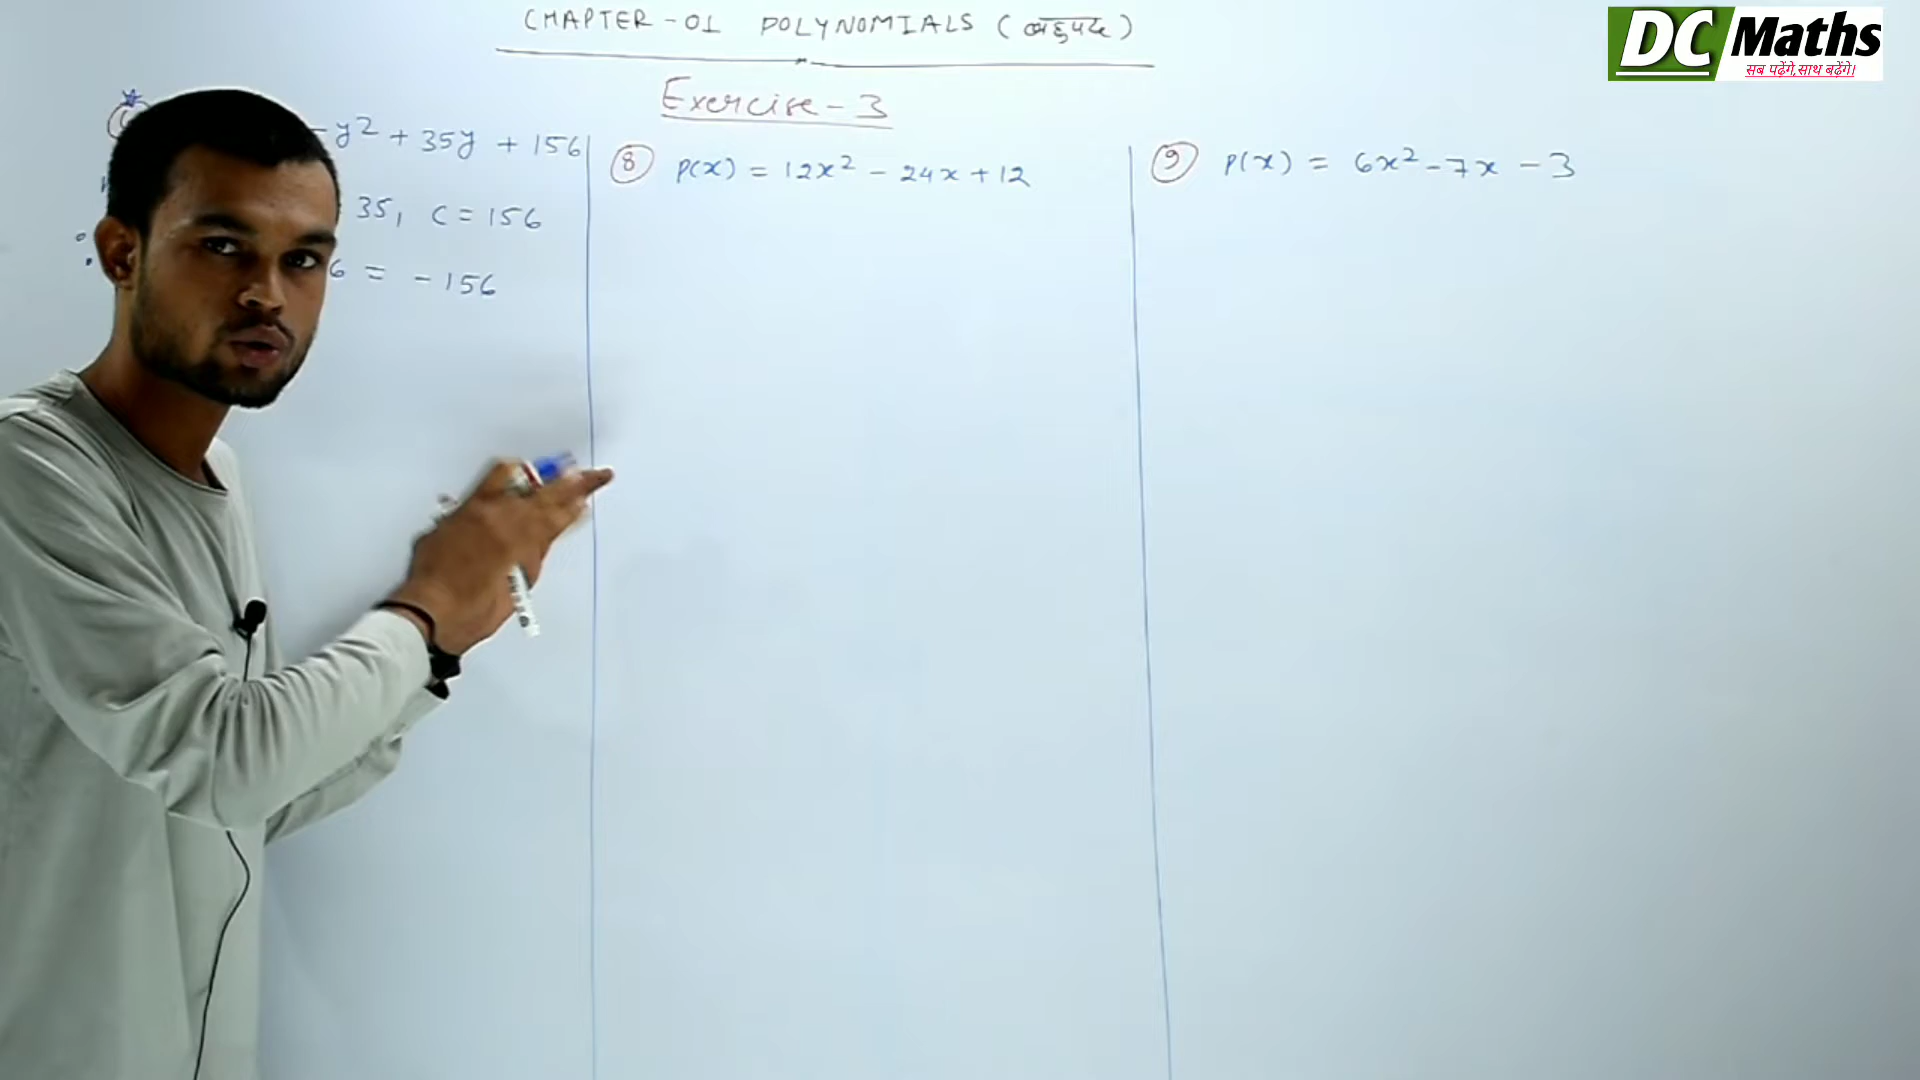 CHAPTER-01 POLYNOMIALS (बहुपद)
DC Maths
सब पढ़ेंगे, साथ बढ़ेंगे।
Exercise-3
- y² + 35y + 156
35, c = 156
6 = -156
8 p(x) = 12x² - 24x + 12
9 p(x) = 6x² - 7x - 3